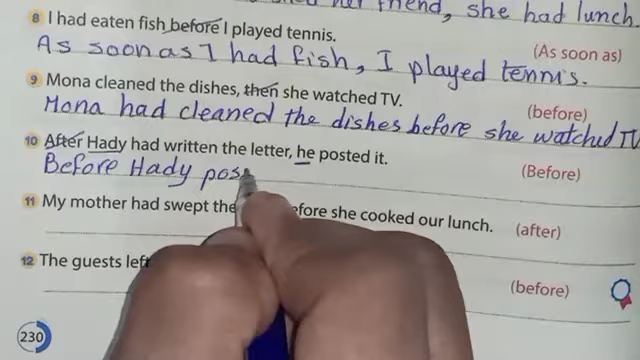 her friend, she had lunch.
8 I had eaten fish before I played tennis.
(As soon as)
As soon as I had fish, I played tennis.
9 Mona cleaned the dishes, then she watched TV.
(before)
Mona had cleaned the dishes before she watched TV
10 After Hady had written the letter, he posted it.
(Before)
Before Hady pos
11 My mother had swept the efore she cooked our lunch. (after)
12 The guests left
(before)
230